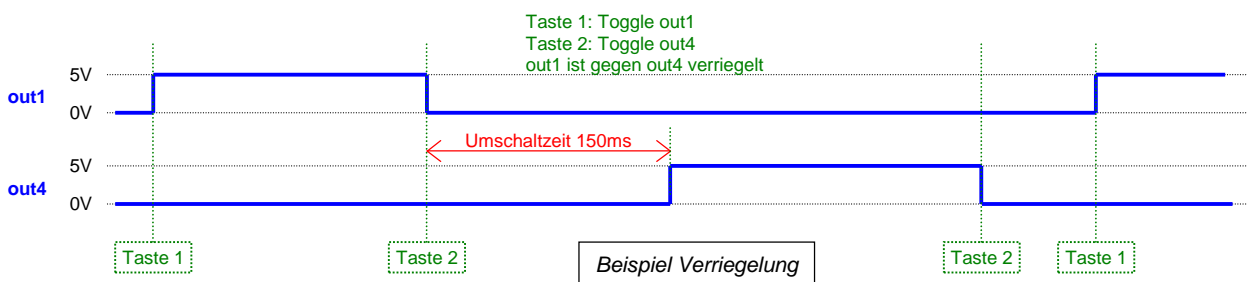 Taste 1: Toggle out1
Taste 2: Toggle out4
out1 ist gegen out4 verriegelt
5V
out1
0V
Umschaltzeit 150ms
5V
out4
0V
Taste 1
Taste 2
Beispiel Verriegelung
Taste 2
Taste 1